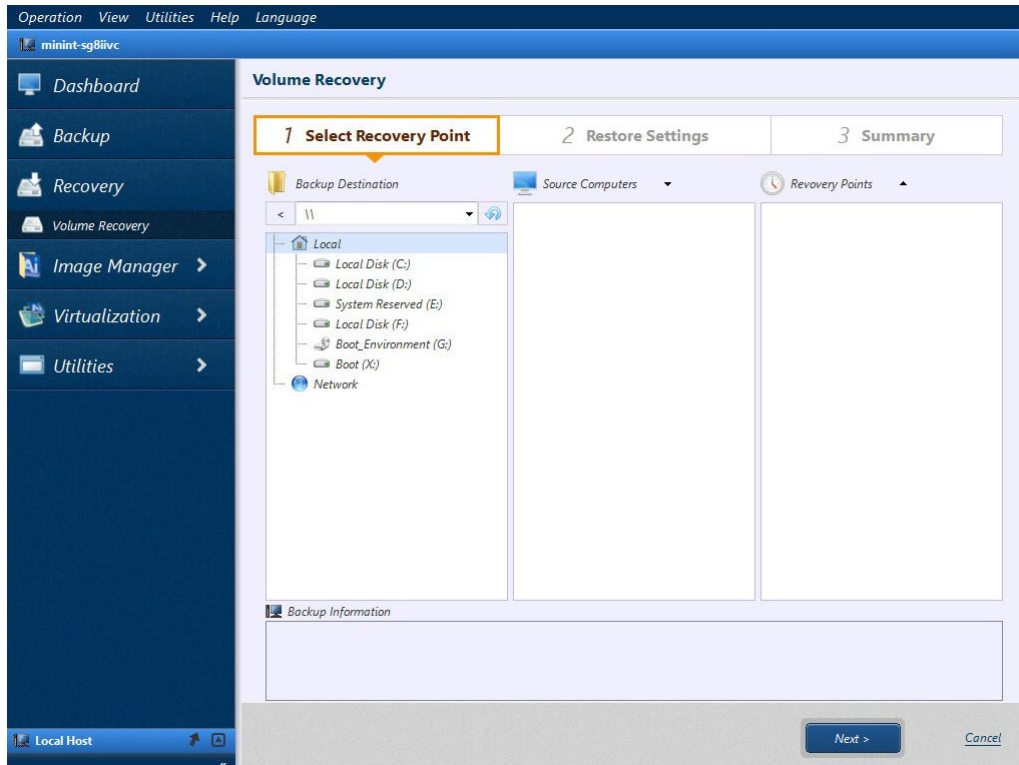 Operation View Utilities Help Language
minint-sg8iivc
Dashboard
Backup
Recovery
Volume Recovery
Image Manager
Virtualization
Utilities
Local Host
Volume Recovery
1 Select Recovery Point
2 Restore Settings
3 Summary
Backup Destination
Source Computers
Revovery Points
< \\
Local
Local Disk (C:)
Local Disk (D:)
System Reserved (E:)
Local Disk (F:)
Boot_Environment (G:)
Boot (X:)
Network
Backup Information
Next >
Cancel